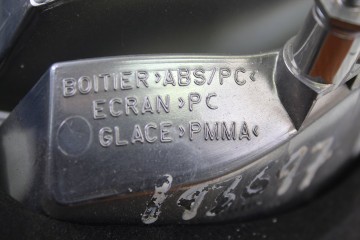 BOITIER >ABS/PC<
ECRAN >PC
GLACE >PMMA<